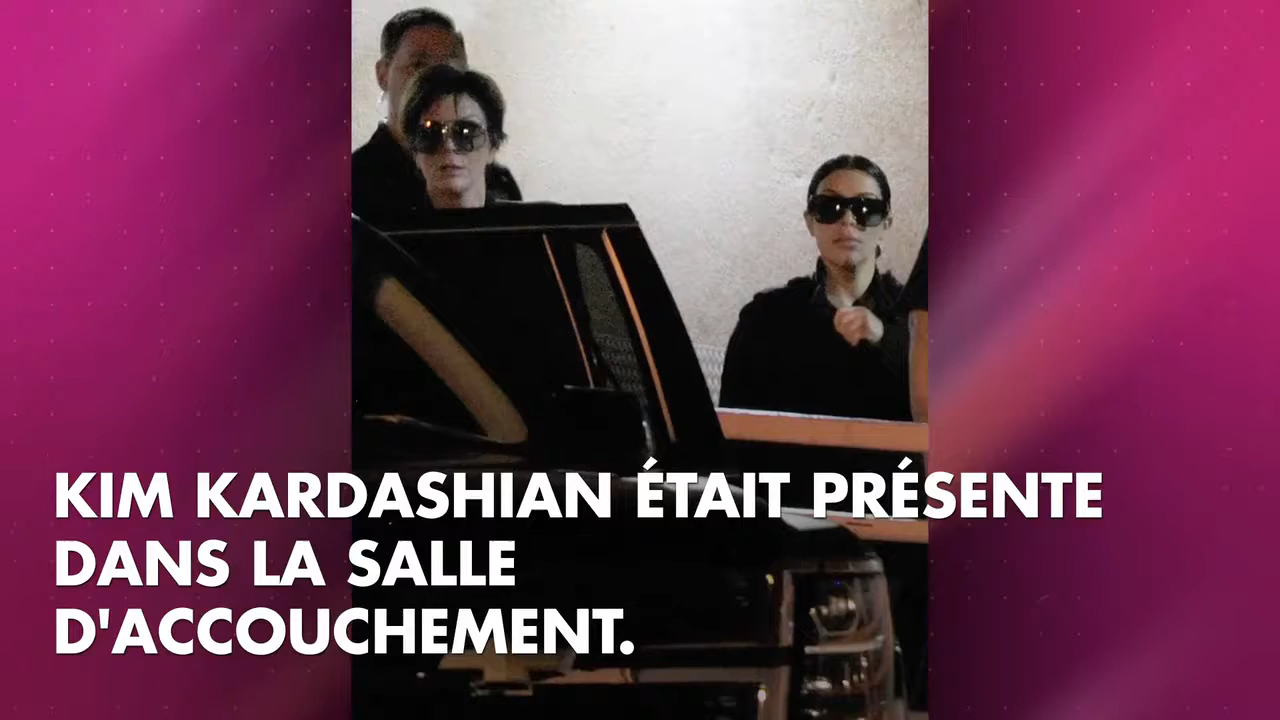 KIM KARDASHIAN ÉTAIT PRÉSENTE
DANS LA SALLE
D'ACCOUCHEMENT.